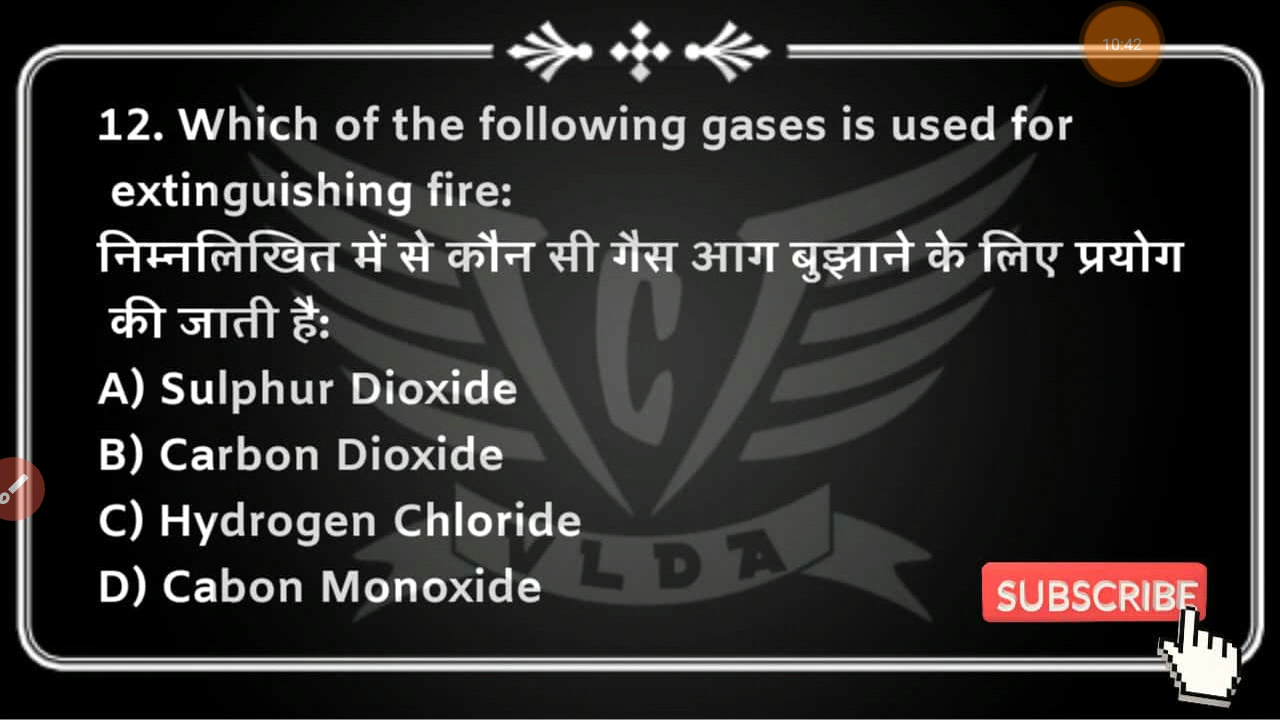 10:42
12. Which of the following gases is used for
extinguishing fire:
निम्नलिखित में से कौन सी गैस आग बुझाने के लिए प्रयोग
की जाती है:
A) Sulphur Dioxide
B) Carbon Dioxide
C) Hydrogen Chloride
D) Cabon Monoxide
C
VLDA
SUBSCRIBE